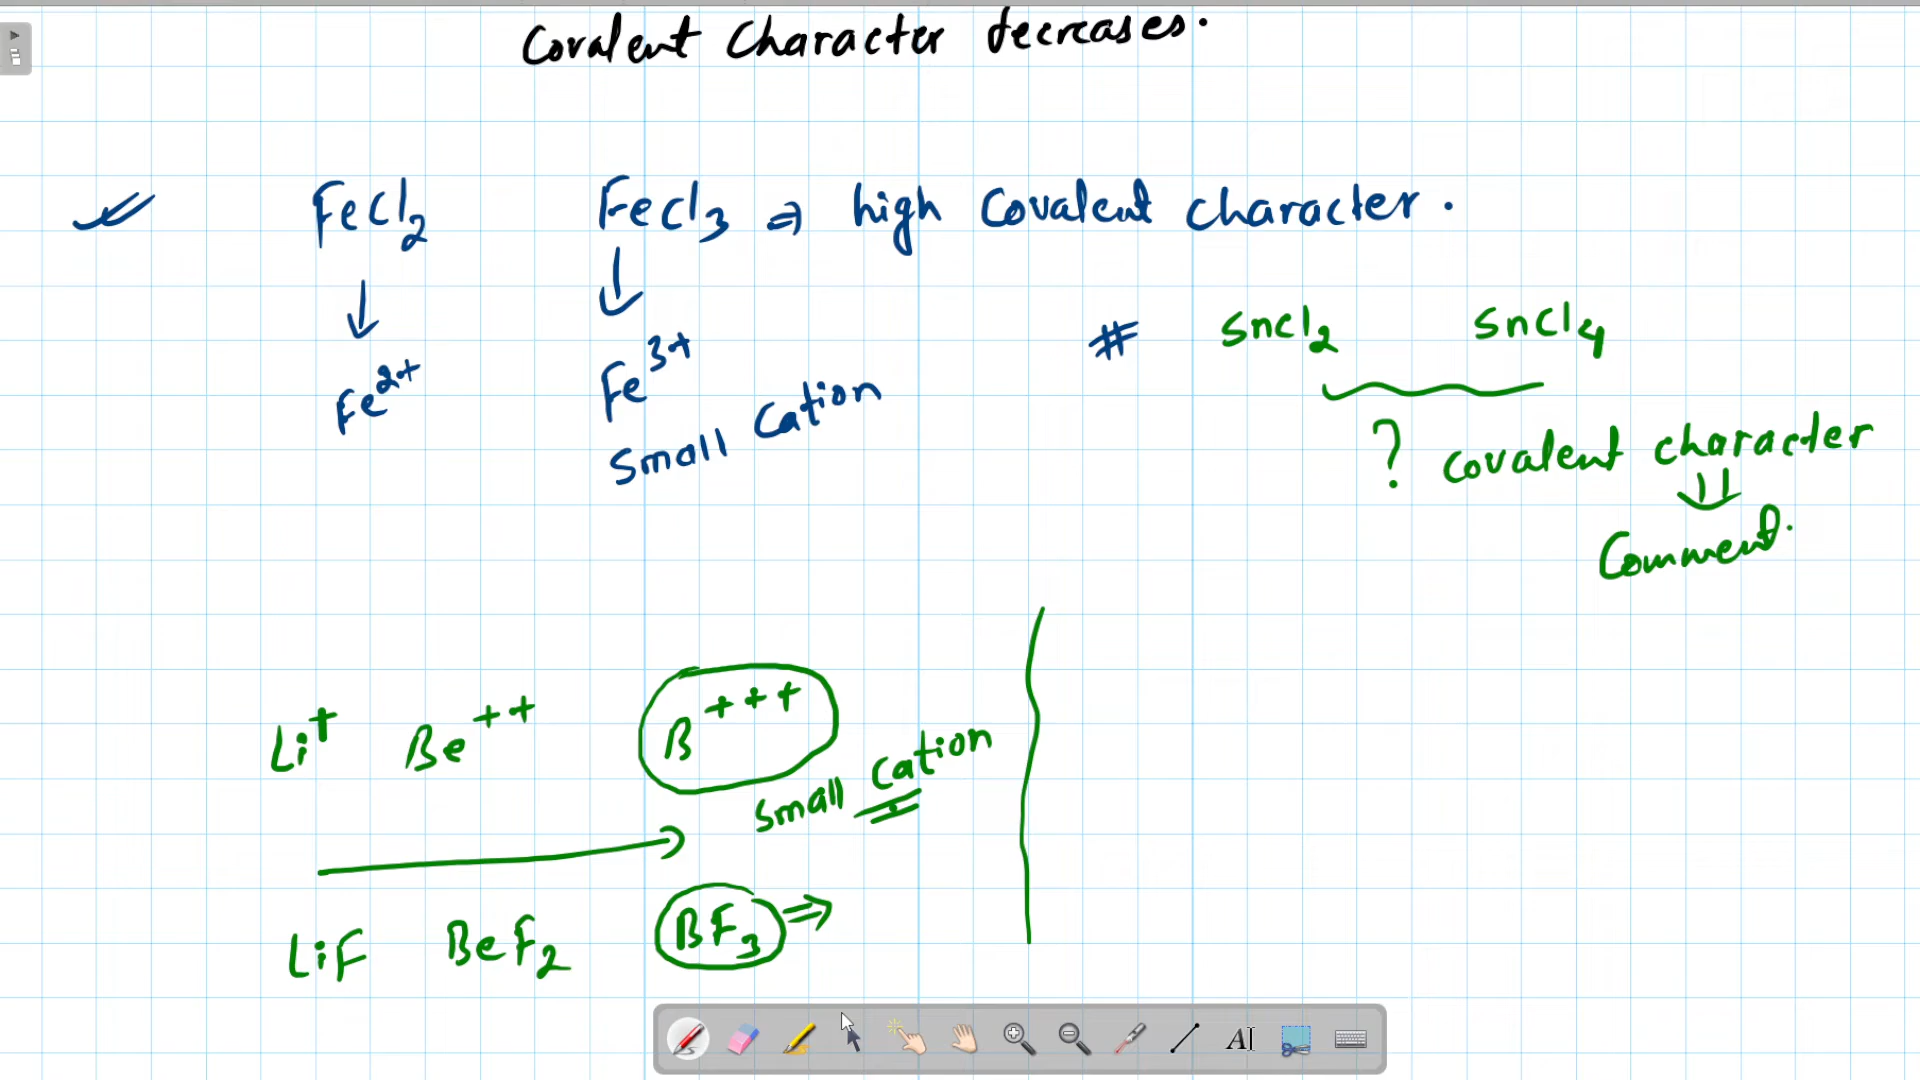 Covalent Character decreases.
FeCl2 FeCl3 ⇒ high Covalent character.
↓ ↓
Fe2+ Fe3+
Small Cation
# SnCl2 SnCl4
? covalent character
Comment.
Li+ Be++ B+++
Small Cation
LiF BeF2 BF3 ⇒
AI